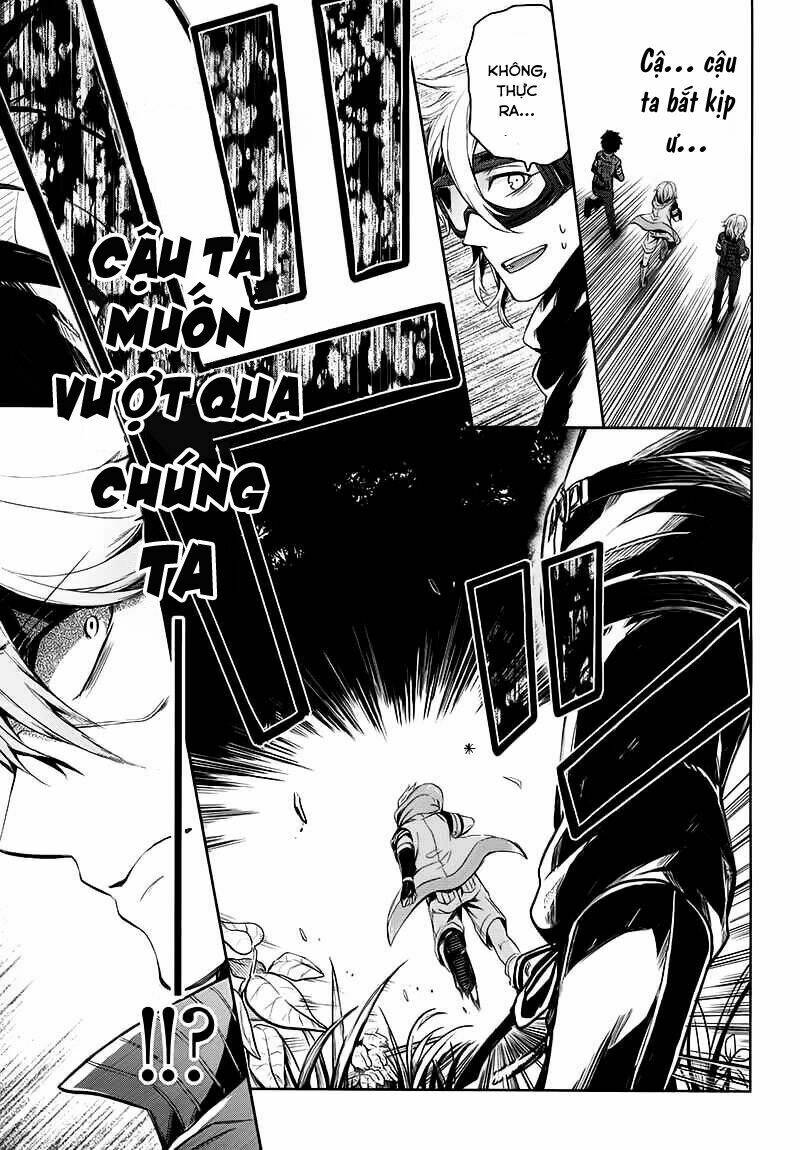 Cậ... cậu
ta bắt kịp
ư...
KHÔNG,
THỰC
RA...
CẬU TA
MUỐN
VƯỢT QUA
CHÚNG
TA
!!?